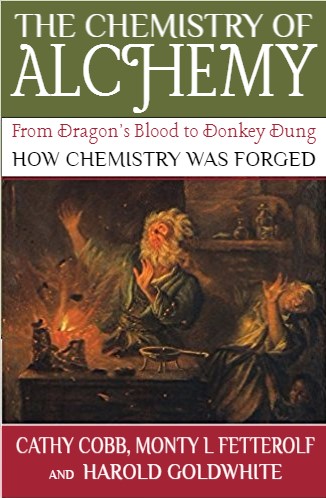 THE CHEMISTRY OF
ALCHEMY
From Dragon's Blood to Donkey Dung
HOW CHEMISTRY WAS FORGED
CATHY COBB, MONTY L FETTEROLF
AND HAROLD GOLDWHITE